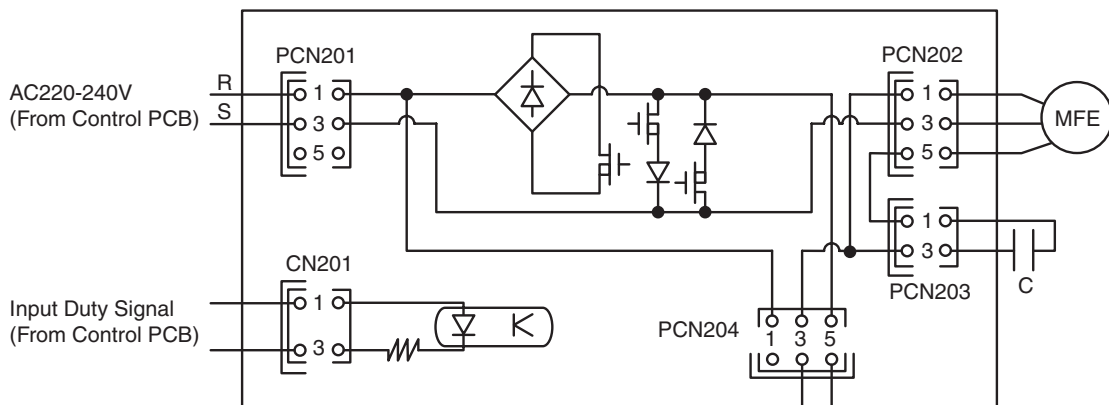 PCN201
PCN202
AC220-240V
(From Control PCB)
R
S
1
3
5
1
3
5
MFE
1
3
PCN203
C
CN201
Input Duty Signal
(From Control PCB)
1
3
PCN204
1
3
5